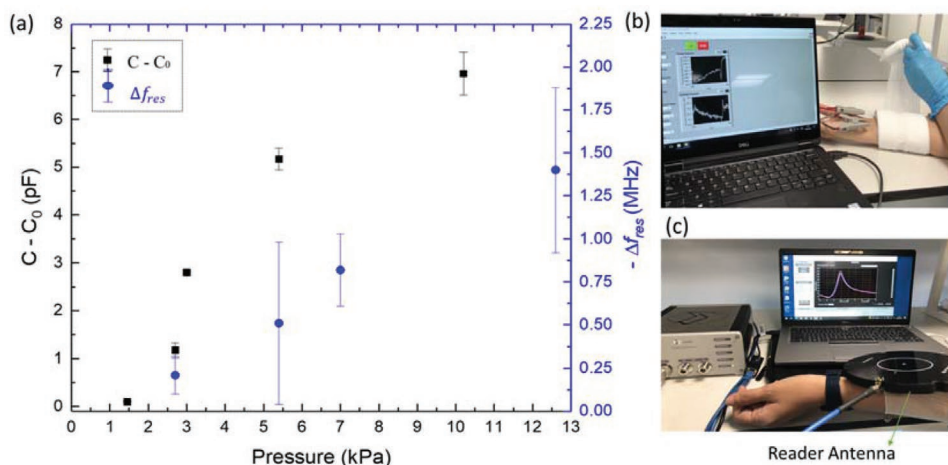 (a)
C - C₀
Δf_res
C - C₀ (pF)
8
7
6
5
4
3
2
1
0
2.25
2.00
1.75
1.50
1.25
1.00
0.75
0.50
0.25
0.00
- Δf_res (MHz)
0 1 2 3 4 5 6 7 8 9 10 11 12 13
Pressure (kPa)
(b)
DELL
(c)
Reader Antenna